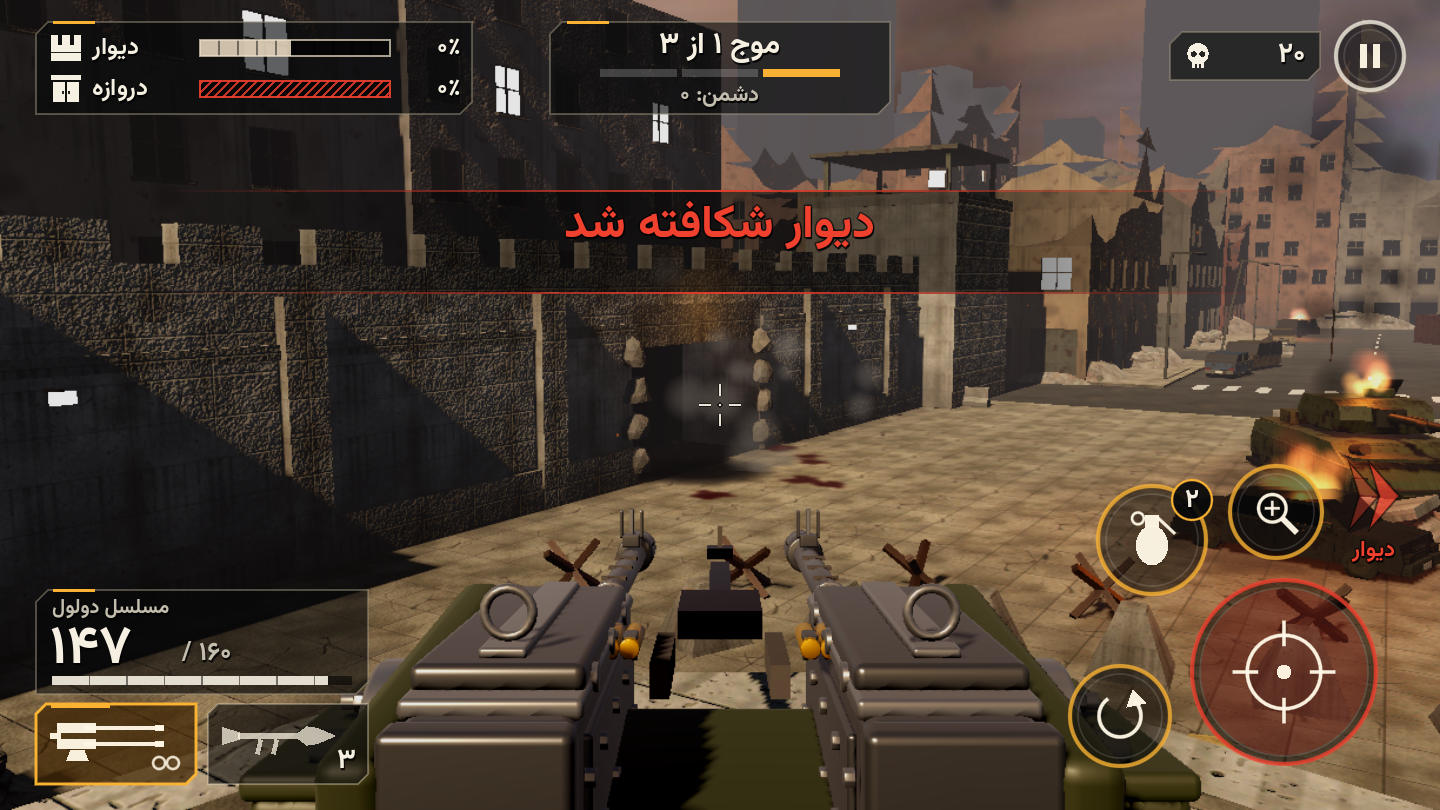 دیوار ۰٪
دروازه ۰٪
موج ۱ از ۳
دشمن: ۰
۲۰
دیوار شکافته شد
۲
دیوار
مسلسل دولول
۱۴۷ / ۱۶۰
∞
۳